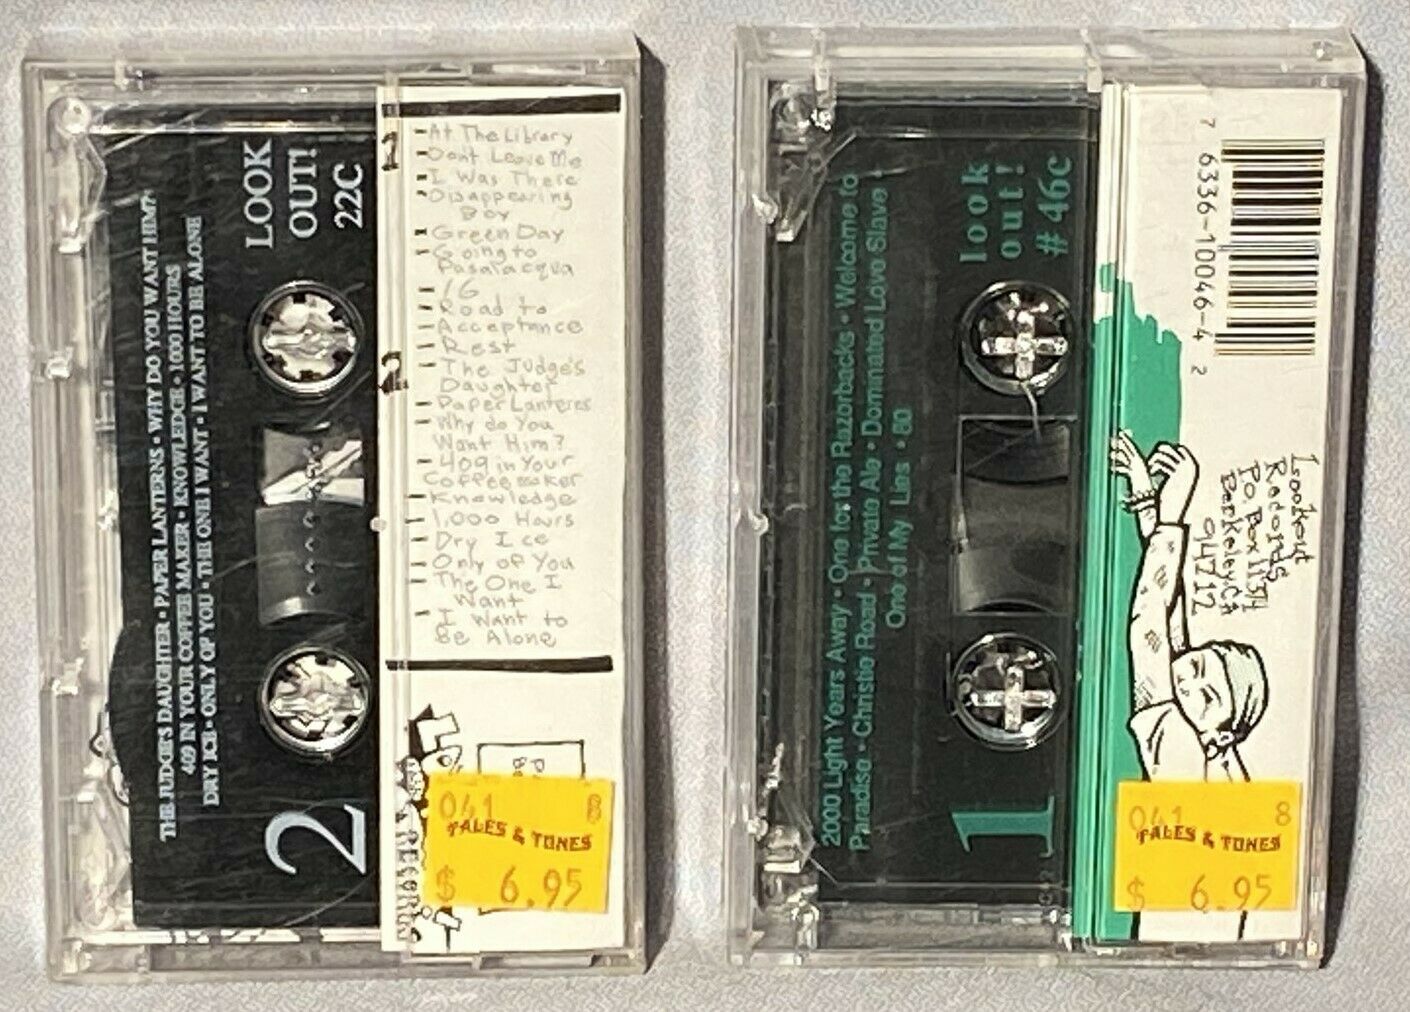 LOOK
OUT!
22C
THE JUDGE'S DAUGHTER • PAPER LANTERNS • WHY DO YOU WANT HIM?
409 IN YOUR COFFEE MAKER • KNOWLEDGE • 1000 HOURS
DRY ICE • ONLY OF YOU • THE ONE I WANT • I WANT TO BE ALONE
2
1
- At The Library
- Dont Leave Me
- I Was There
- Disappearing
Boy
- Green Day
- Going to
Pasalacqua
- 16
- Road to
- Acceptance
- Rest
2
- The Judge's
Daughter
- Paper Lanterns
- Why do You
Want Him?
- 409 in Your
Coffeemaker
- Knowledge
- 1,000 Hours
- Dry Ice
- Only of You
- The One I
Want
- I Want to
Be Alone
RECORDS
041 8
TALES & TONES
$ 6.95
look
out!
#46c
2000 Light Years Away • One for the Razorbacks • Welcome to
Paradise • Christie Road • Private Ale • Dominated Love Slave •
One of My Lies • 80
1
7 6336-10046-4 2
Lookout
Records
Po Box 11374
Berkeley CA
94712
041 8
TALES & TONES
$ 6.95